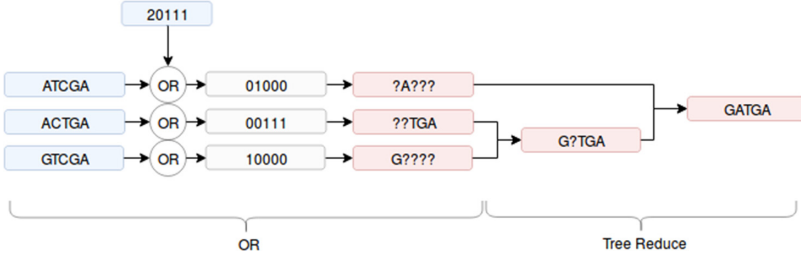 20111
ATCGA OR 01000 ?A???
GATGA
ACTGA OR 00111 ??TGA
G?TGA
GTCGA OR 10000 G????
OR
Tree Reduce